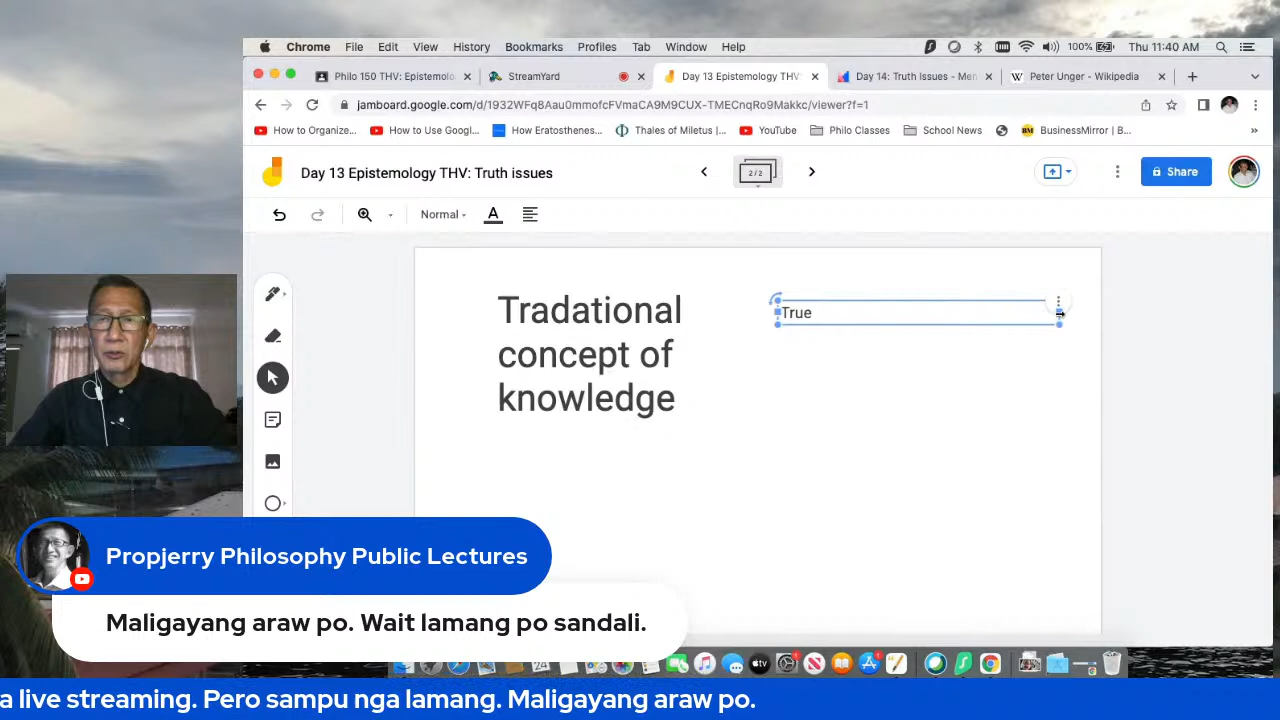 Chrome File Edit View History Bookmarks Profiles Tab Window Help 100% Thu 11:40 AM
Philo 150 THV: Epistemolo StreamYard Day 13 Epistemology THV: Day 14: Truth Issues - Men Peter Unger - Wikipedia
jamboard.google.com/d/1932WFq8Aau0mmofcFVmaCA9M9CUX-TMECnqRo9Makkc/viewer?f=1
How to Organize... How to Use Googl... How Eratosthenes... Thales of Miletus |... YouTube Philo Classes School News BM BusinessMirror | B... »
Day 13 Epistemology THV: Truth issues 2 / 2 Share
Normal A
Tradational
concept of
knowledge
True
Propjerry Philosophy Public Lectures
Maligayang araw po. Wait lamang po sandali.
a live streaming. Pero sampu nga lamang. Maligayang araw po.